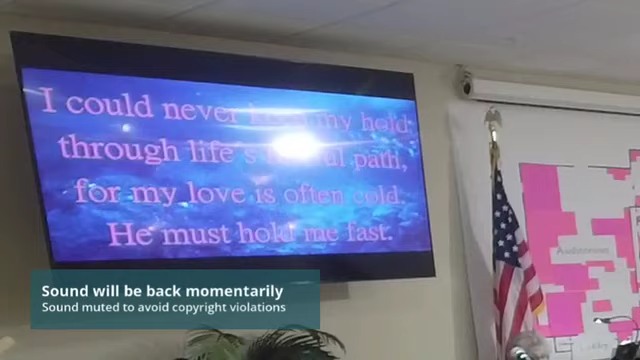 I could never my hold
through life's path,
for my love is often cold.
He must hold me fast.
Auditorium
Sound will be back momentarily
Sound muted to avoid copyright violations